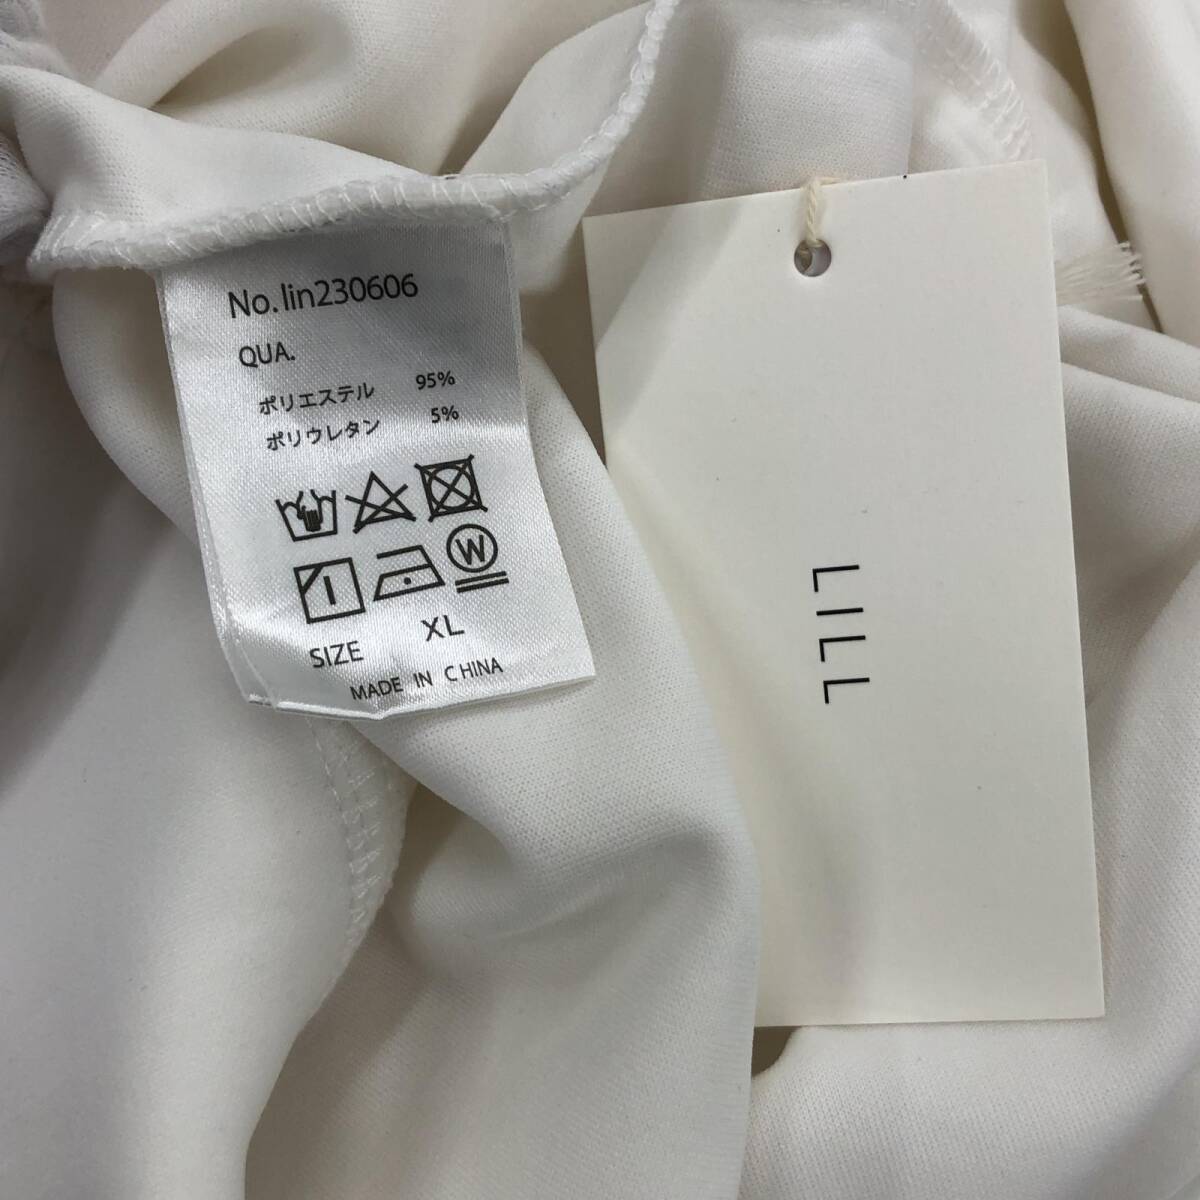 No.lin230606
QUA.
ポリエステル 95%
ポリウレタン 5%
W
SIZE XL
MADE IN CHINA
LILL